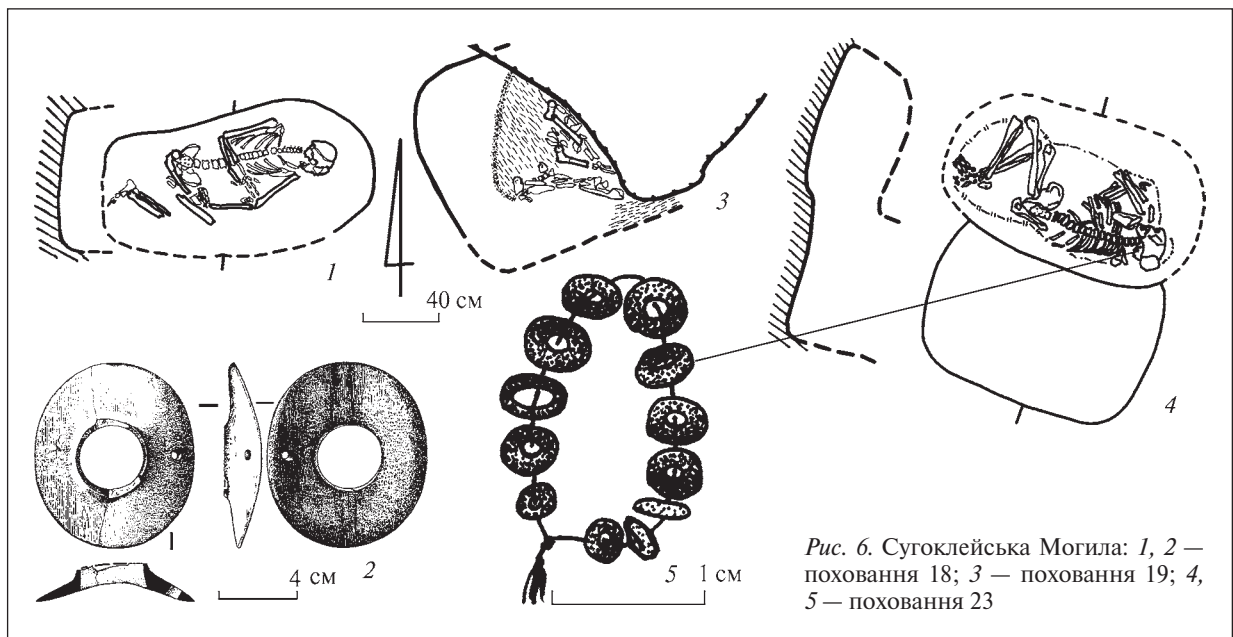 1
3
40 см
4
4 см
2
5
1 см
Рис. 6. Сугоклейська Могила: 1, 2 —
поховання 18; 3 — поховання 19; 4,
5 — поховання 23